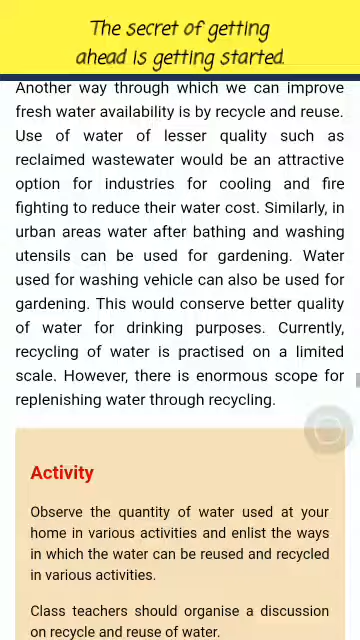 The secret of getting
ahead is getting started.
Another way through which we can improve
fresh water availability is by recycle and reuse.
Use of water of lesser quality such as
reclaimed wastewater would be an attractive
option for industries for cooling and fire
fighting to reduce their water cost. Similarly, in
urban areas water after bathing and washing
utensils can be used for gardening. Water
used for washing vehicle can also be used for
gardening. This would conserve better quality
of water for drinking purposes. Currently,
recycling of water is practised on a limited
scale. However, there is enormous scope for
replenishing water through recycling.
Activity
Observe the quantity of water used at your
home in various activities and enlist the ways
in which the water can be reused and recycled
in various activities.
Class teachers should organise a discussion
on recycle and reuse of water.